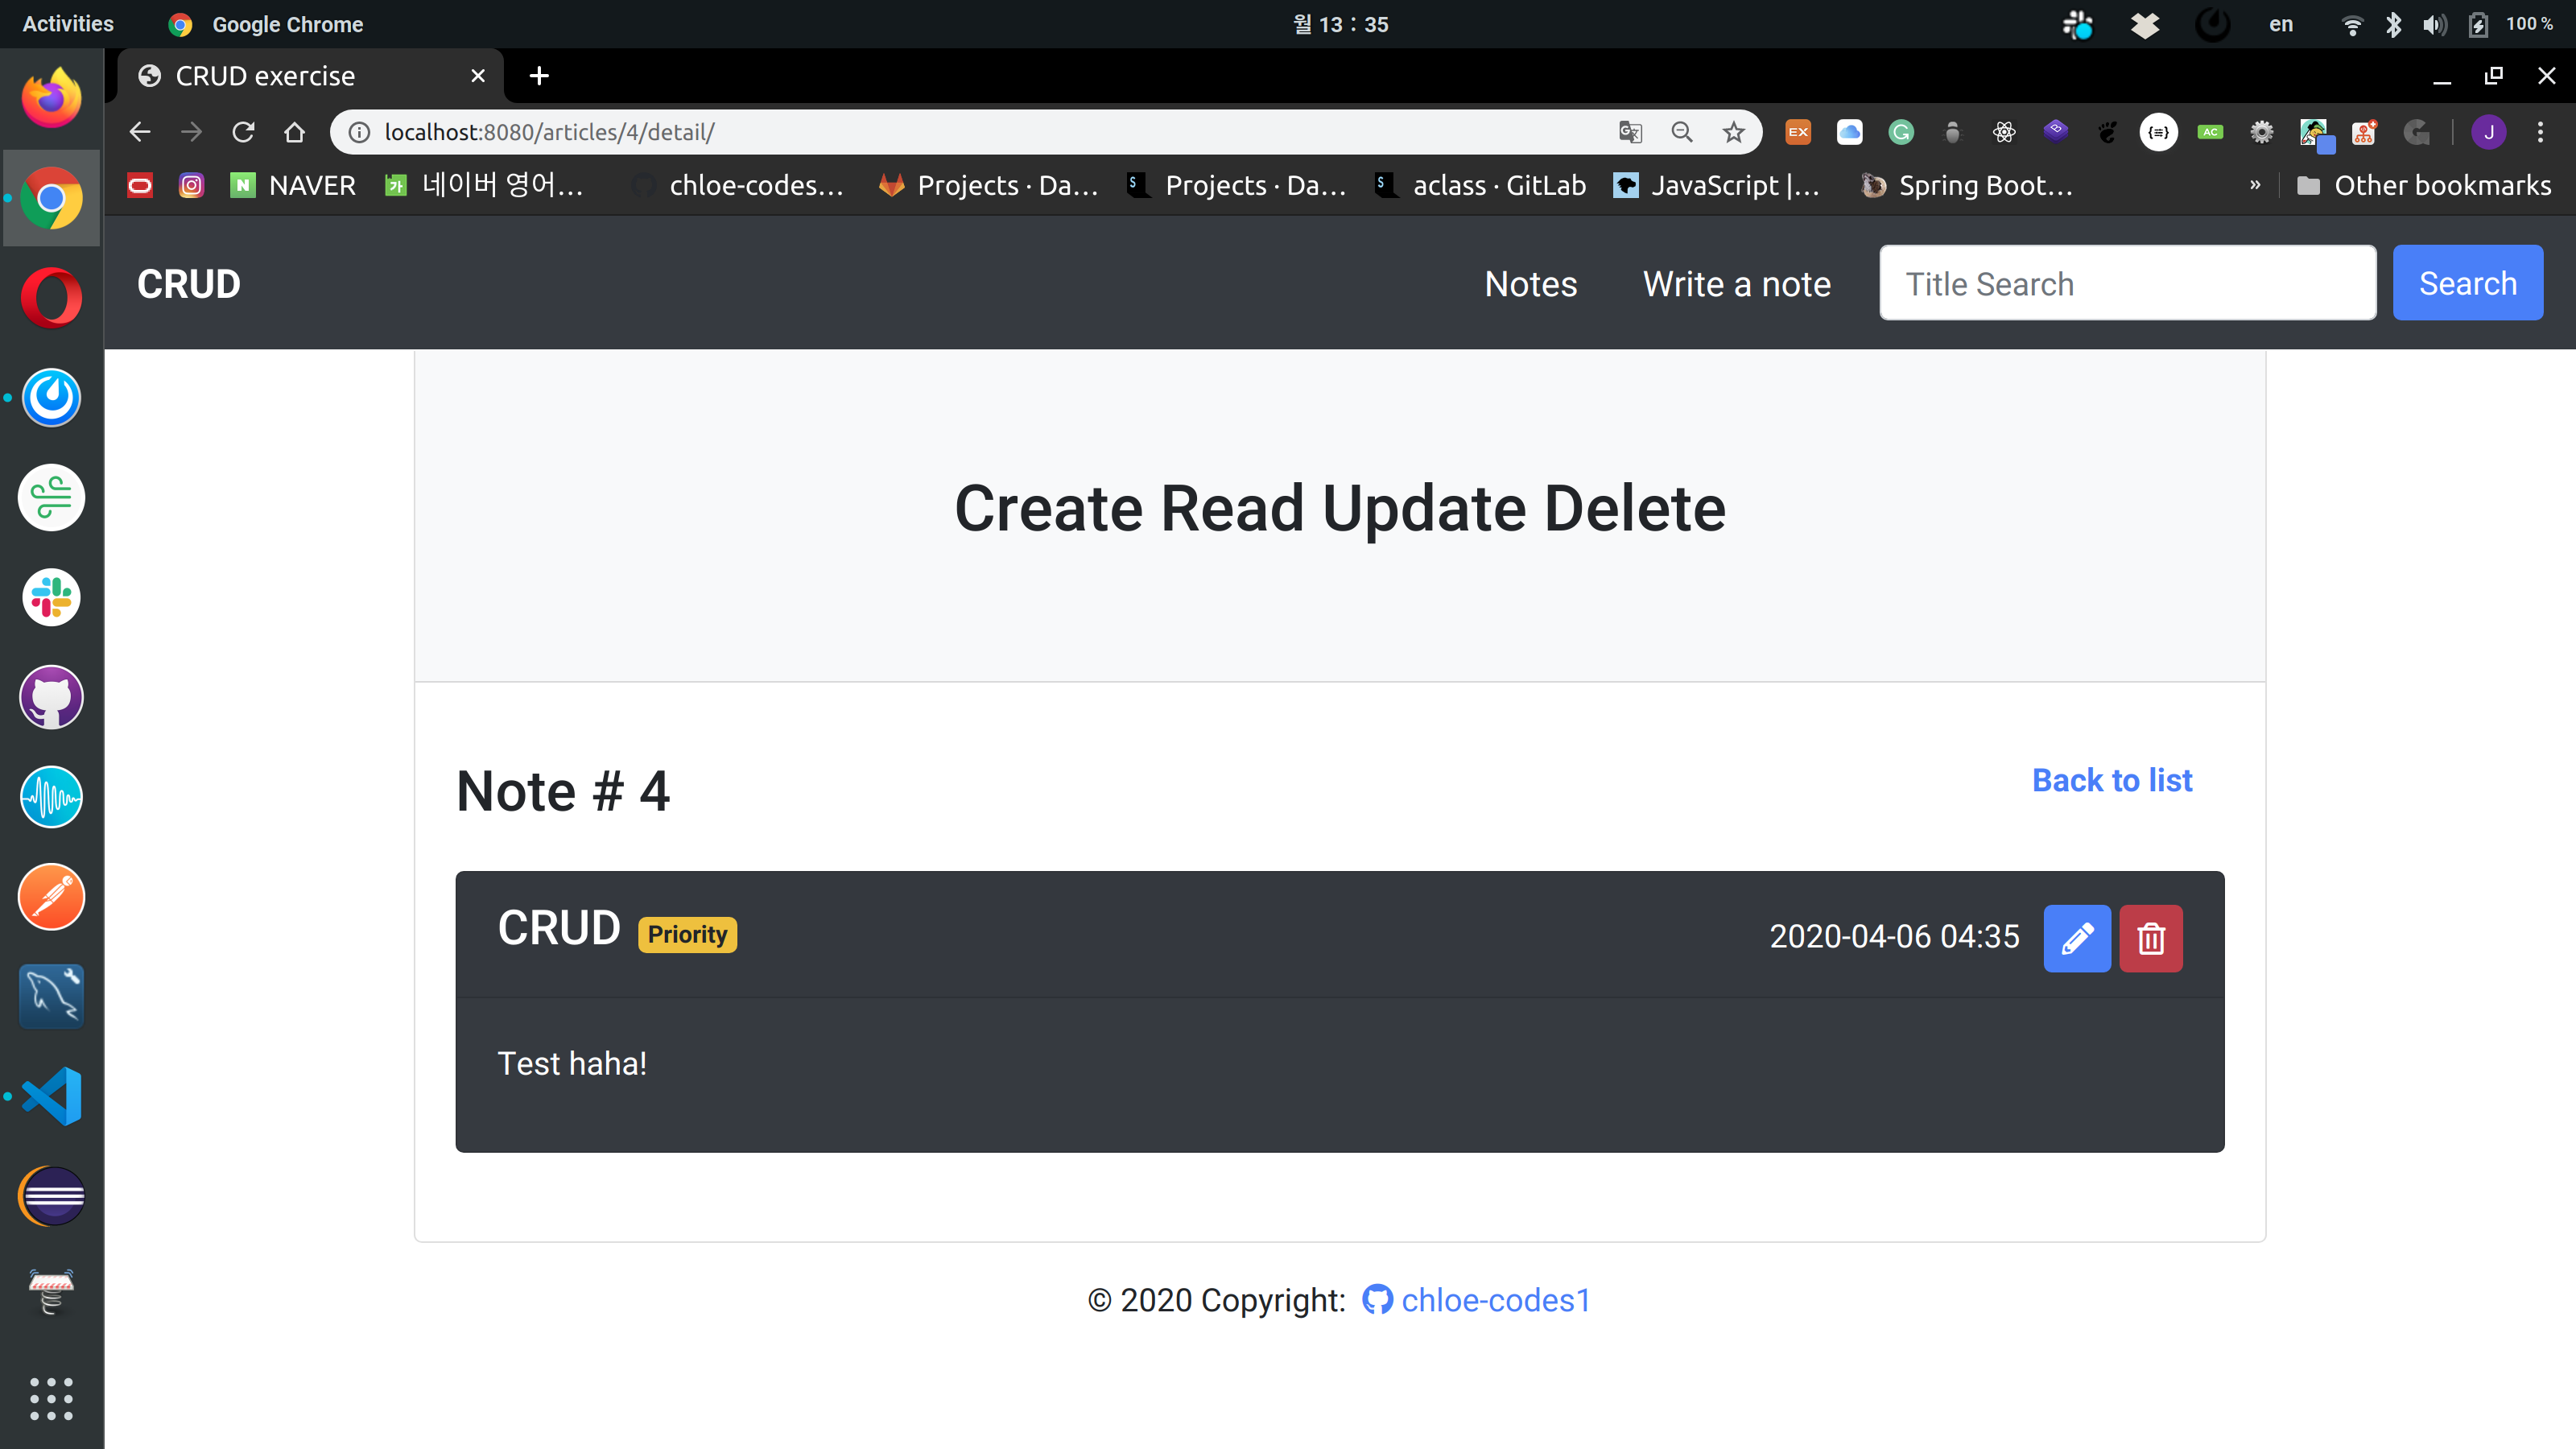 Activities
Google Chrome
월 13：35
en
100 %
CRUD exercise
localhost:8080/articles/4/detail/
EX
AC
J
N NAVER
가 네이버 영어...
chloe-codes...
Projects · Da...
Projects · Da...
aclass · GitLab
JavaScript |...
Spring Boot...
»
Other bookmarks
CRUD
Notes
Write a note
Title Search
Search
Create Read Update Delete
Note # 4
Back to list
CRUD Priority
2020-04-06 04:35
Test haha!
© 2020 Copyright: chloe-codes1